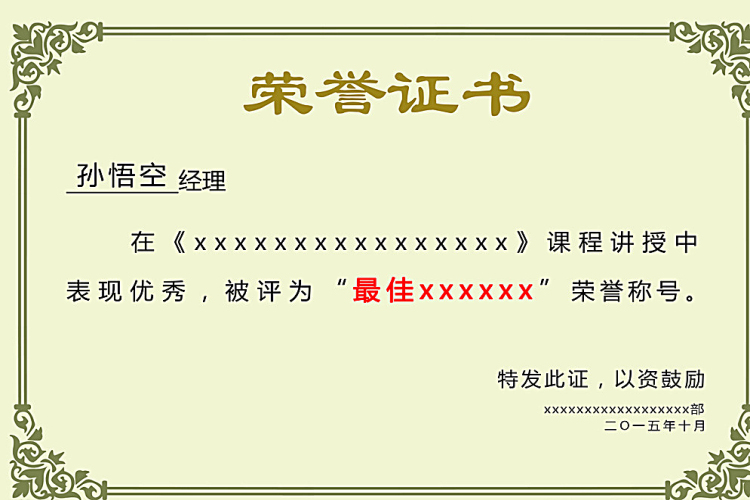 荣誉证书
孙悟空 经理
在《xxxxxxxxxxxxxxxx》课程讲授中
表现优秀，被评为“最佳xxxxxx”荣誉称号。
特发此证，以资鼓励
xxxxxxxxxxxxxxxxxx部
二O一五年十月